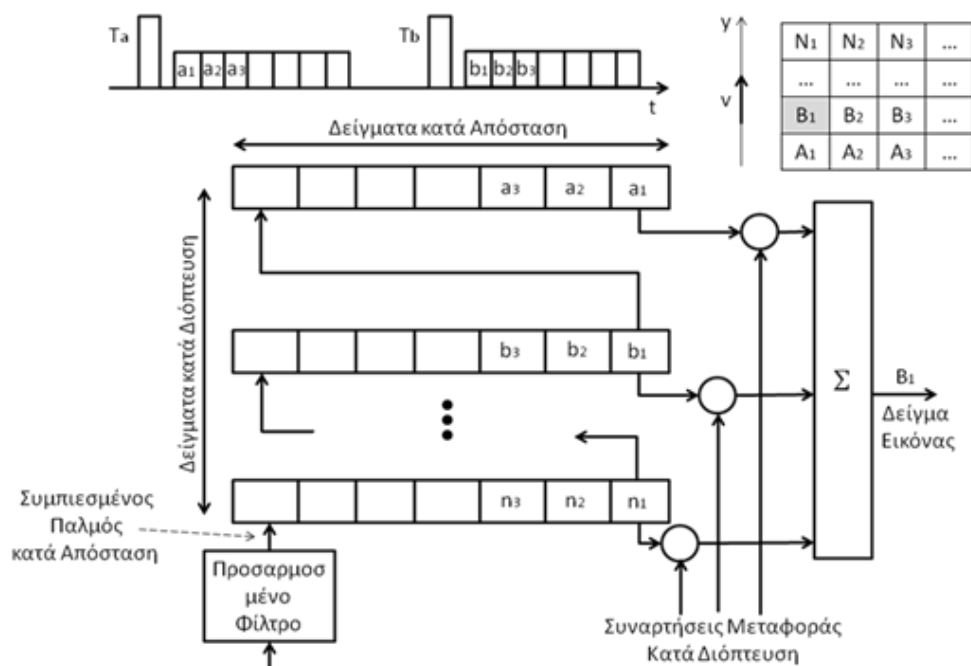 Ta
a1 a2 a3
Tb
b1 b2 b3
t
y
v
N1 N2 N3 ...
... ... ... ...
B1 B2 B3 ...
A1 A2 A3 ...
Δείγματα κατά Απόσταση
a3 a2 a1
Δείγματα κατά Διόπτευση
b3 b2 b1
Σ
B1
Δείγμα
Εικόνας
n3 n2 n1
Συμπιεσμένος
Παλμός
κατά Απόσταση
Προσαρμοσ
μένο
Φίλτρο
Συναρτήσεις Μεταφοράς
Κατά Διόπτευση